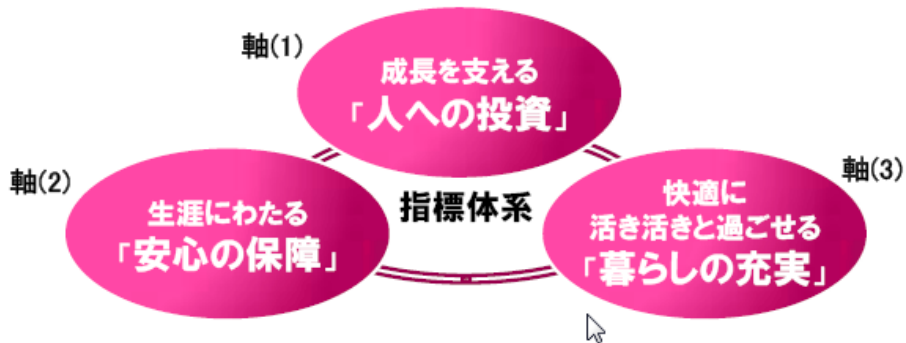 軸(1)
成長を支える
「人への投資」
軸(2)
生涯にわたる
「安心の保障」
指標体系
軸(3)
快適に
活き活きと過ごせる
「暮らしの充実」